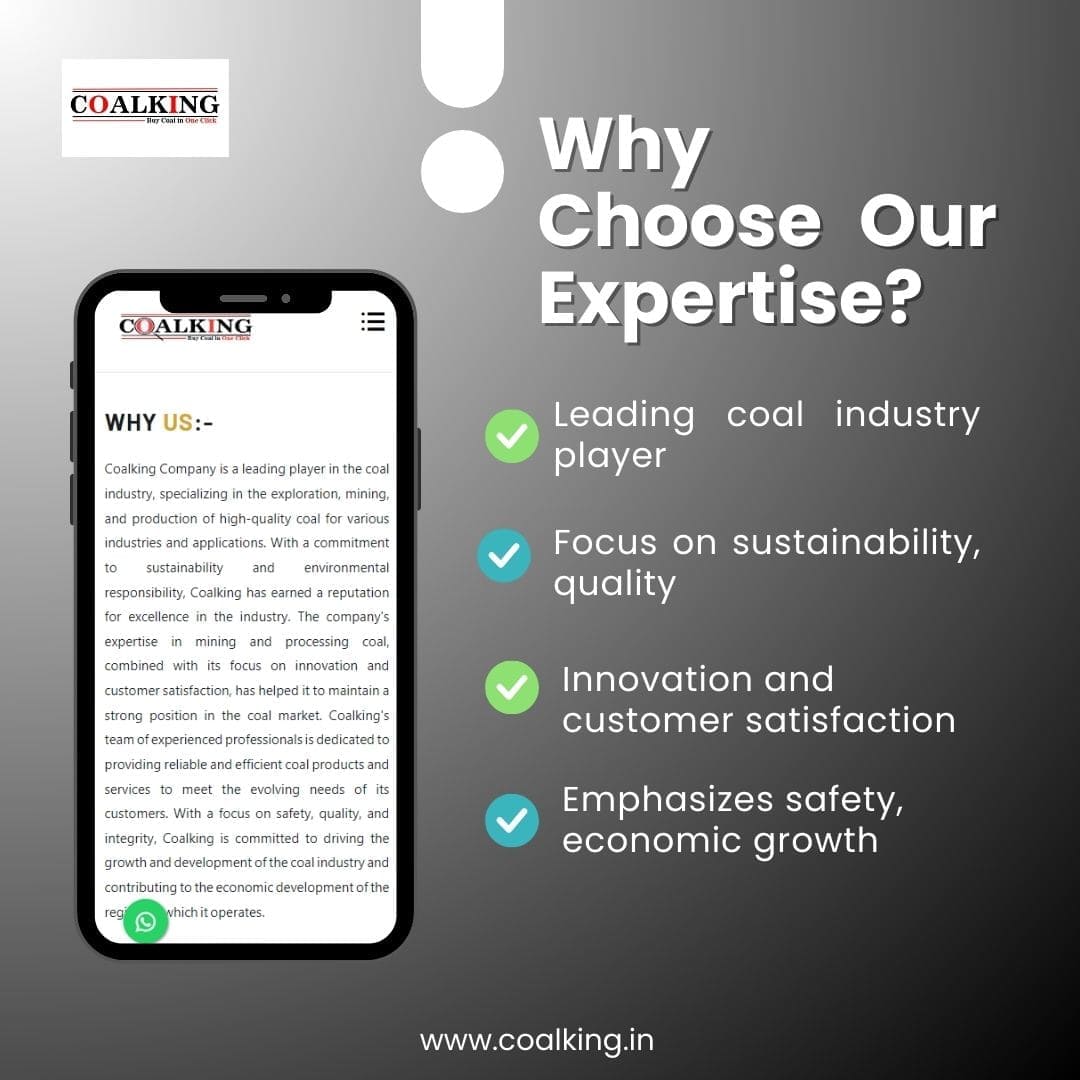 COALKING
Buy Coal in One Click
Why
Choose Our
Expertise?
COALKING
Buy Coal in One Click
WHY US:-
Coalking Company is a leading player in the coal
industry, specializing in the exploration, mining,
and production of high-quality coal for various
industries and applications. With a commitment
to sustainability and environmental
responsibility, Coalking has earned a reputation
for excellence in the industry. The company's
expertise in mining and processing coal,
combined with its focus on innovation and
customer satisfaction, has helped it to maintain a
strong position in the coal market. Coalking's
team of experienced professionals is dedicated to
providing reliable and efficient coal products and
services to meet the evolving needs of its
customers. With a focus on safety, quality, and
integrity, Coalking is committed to driving the
growth and development of the coal industry and
contributing to the economic development of the
which it operates.
Leading coal industry
player
Focus on sustainability,
quality
Innovation and
customer satisfaction
Emphasizes safety,
economic growth
www.coalking.in